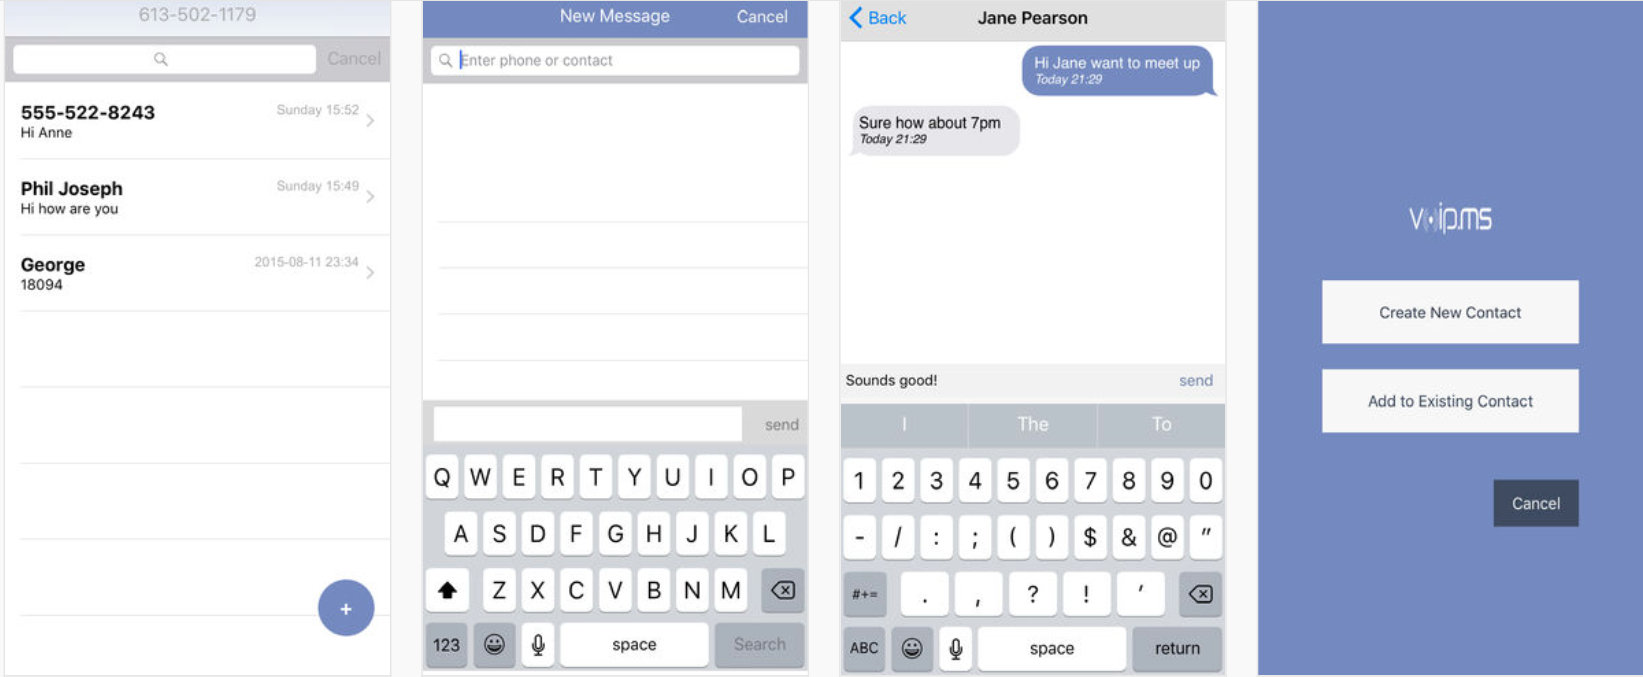 613-502-1179
Cancel
555-522-8243
Sunday 15:52
Hi Anne
Phil Joseph
Sunday 15:49
Hi how are you
George
2015-08-11 23:34
18094
+
New Message
Cancel
Enter phone or contact
send
Q W E R T Y U I O P
A S D F G H J K L
Z X C V B N M
123
space
Search
Back
Jane Pearson
Hi Jane want to meet up
Today 21:29
Sure how about 7pm
Today 21:29
Sounds good!
send
I The To
1 2 3 4 5 6 7 8 9 0
- / : ; ( ) $ & @ "
#+= . , ? ! '
ABC
space
return
voip.ms
Create New Contact
Add to Existing Contact
Cancel